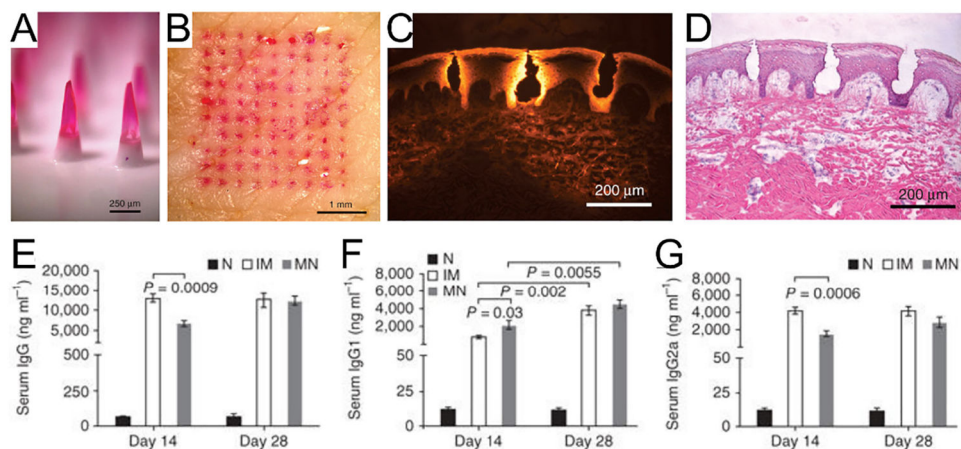 A
250 μm
B
1 mm
C
200 μm
D
200 μm
E
Serum IgG (ng ml⁻¹)
20,000
15,000
10,000
5,000
500
250
0
N IM MN
P = 0.0009
Day 14 Day 28
F
Serum IgG1 (ng ml⁻¹)
8,000
6,000
4,000
2,000
50
25
0
N
IM
MN
P = 0.0055
P = 0.002
P = 0.03
Day 14 Day 28
G
Serum IgG2a (ng ml⁻¹)
8,000
6,000
4,000
2,000
50
25
0
N IM MN
P = 0.0006
Day 14 Day 28